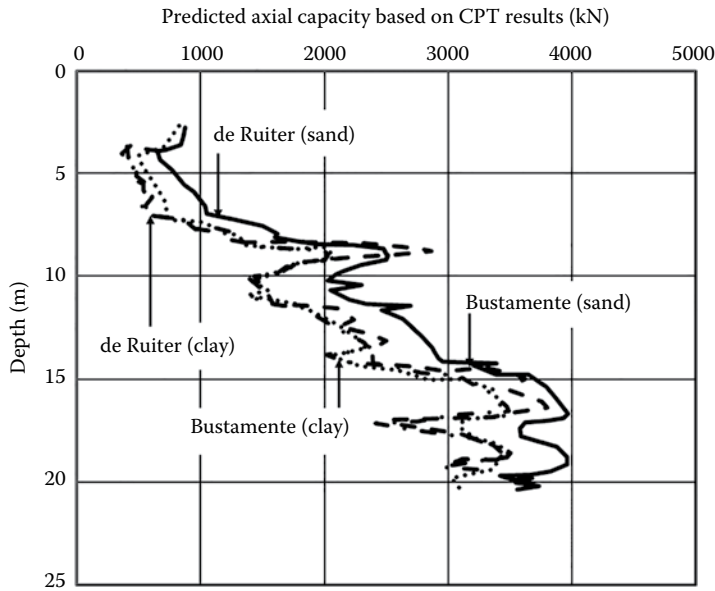 Predicted axial capacity based on CPT results (kN)
0 1000 2000 3000 4000 5000
0
de Ruiter (sand)
5
10
Bustamente (sand)
Depth (m)
de Ruiter (clay)
15
Bustamente (clay)
20
25